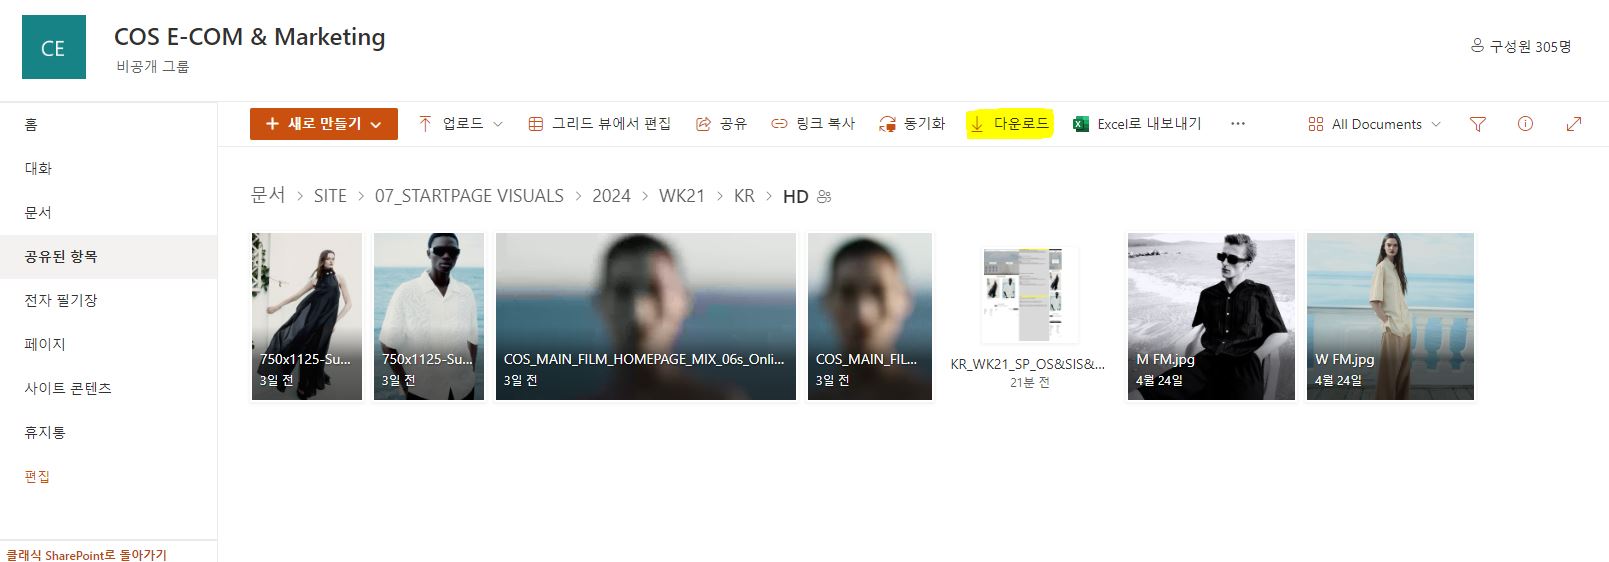 CE
COS E-COM & Marketing
비공개 그룹
구성원 305명
홈
대화
문서
공유된 항목
전자 필기장
페이지
사이트 콘텐츠
휴지통
편집
클래식 SharePoint로 돌아가기
+ 새로 만들기
업로드
그리드 뷰에서 편집
공유
링크 복사
동기화
다운로드
Excel로 내보내기
...
All Documents
문서 > SITE > 07_STARTPAGE VISUALS > 2024 > WK21 > KR > HD
750x1125-Su...
3일 전
750x1125-Su...
3일 전
COS_MAIN_FILM_HOMEPAGE_MIX_06s_Onli...
3일 전
COS_MAIN_FIL...
3일 전
KR_WK21_SP_OS&SIS&...
21분 전
M FM.jpg
4월 24일
W FM.jpg
4월 24일